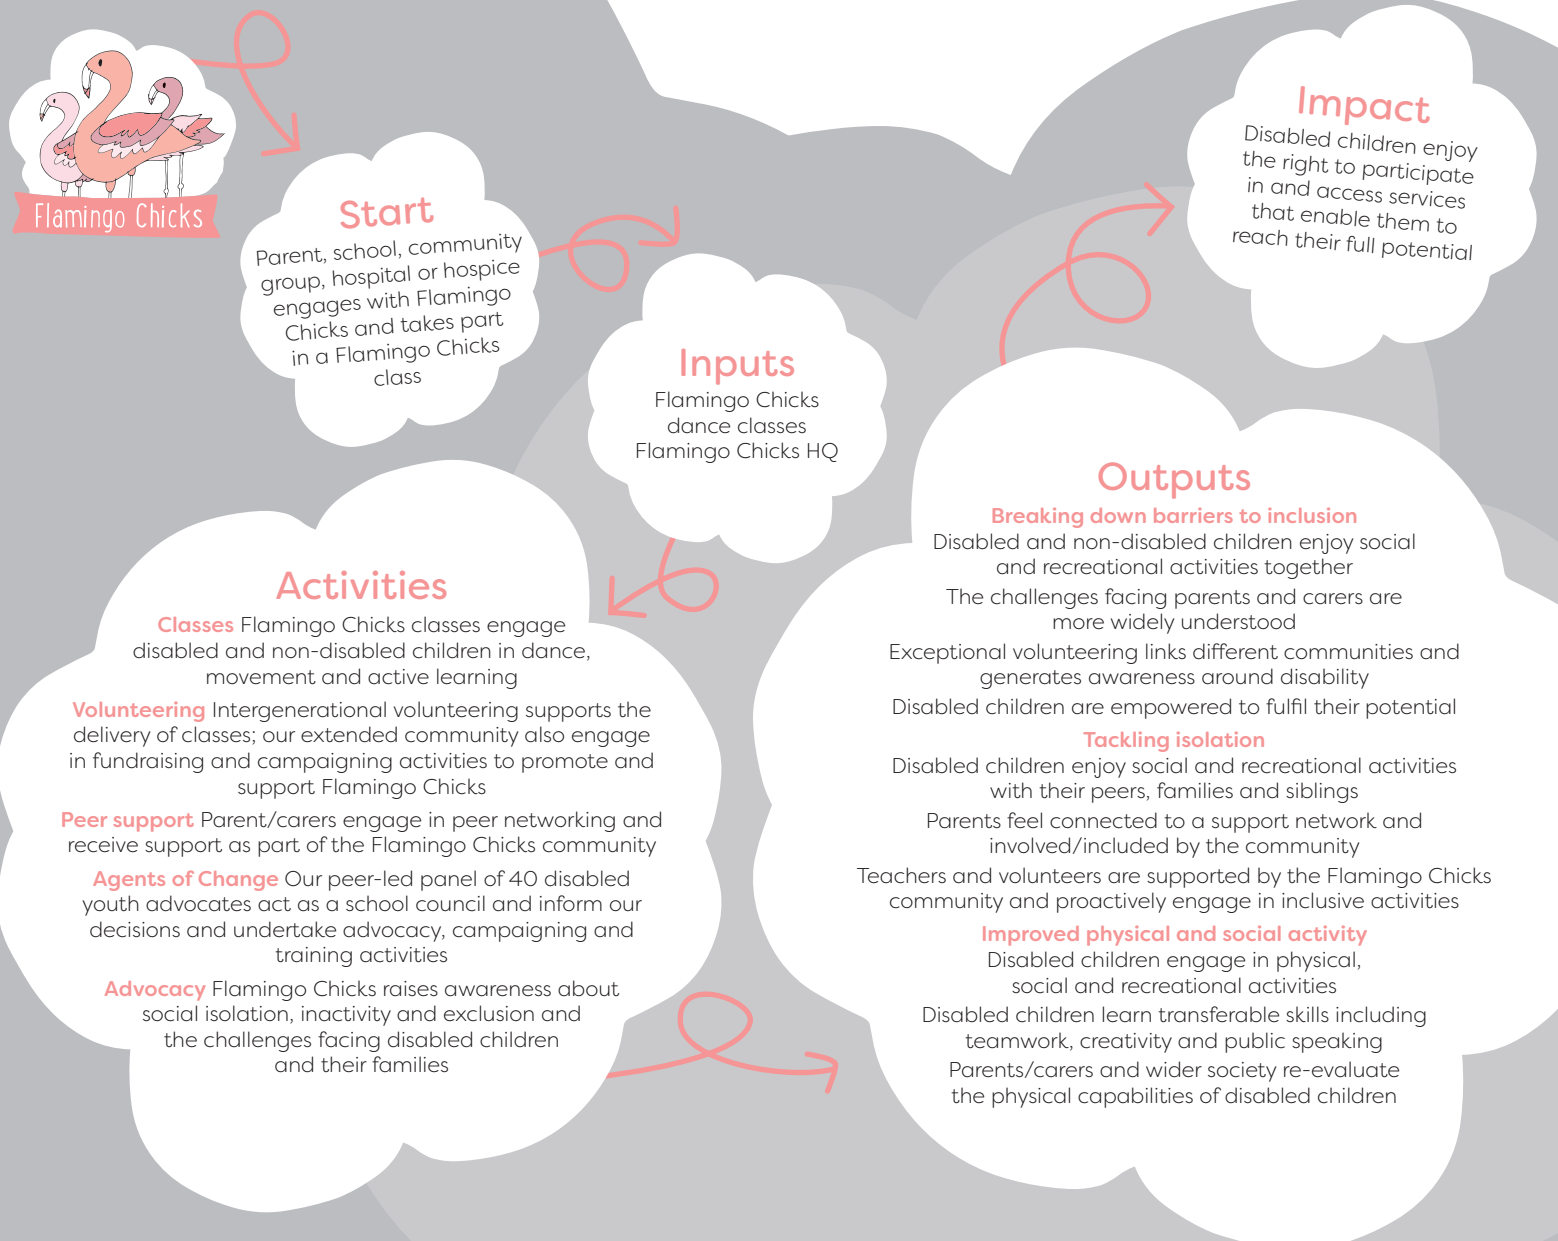 Flamingo Chicks
Start
Parent, school, community
group, hospital or hospice
engages with Flamingo
Chicks and takes part
in a Flamingo Chicks
class
Inputs
Flamingo Chicks
dance classes
Flamingo Chicks HQ
Activities
Classes Flamingo Chicks classes engage
disabled and non-disabled children in dance,
movement and active learning
Volunteering Intergenerational volunteering supports the
delivery of classes; our extended community also engage
in fundraising and campaigning activities to promote and
support Flamingo Chicks
Peer support Parent/carers engage in peer networking and
receive support as part of the Flamingo Chicks community
Agents of Change Our peer-led panel of 40 disabled
youth advocates act as a school council and inform our
decisions and undertake advocacy, campaigning and
training activities
Advocacy Flamingo Chicks raises awareness about
social isolation, inactivity and exclusion and
the challenges facing disabled children
and their families
Outputs
Breaking down barriers to inclusion
Disabled and non-disabled children enjoy social
and recreational activities together
The challenges facing parents and carers are
more widely understood
Exceptional volunteering links different communities and
generates awareness around disability
Disabled children are empowered to fulfil their potential
Tackling isolation
Disabled children enjoy social and recreational activities
with their peers, families and siblings
Parents feel connected to a support network and
involved/included by the community
Teachers and volunteers are supported by the Flamingo Chicks
community and proactively engage in inclusive activities
Improved physical and social activity
Disabled children engage in physical,
social and recreational activities
Disabled children learn transferable skills including
teamwork, creativity and public speaking
Parents/carers and wider society re-evaluate
the physical capabilities of disabled children
Impact
Disabled children enjoy
the right to participate
in and access services
that enable them to
reach their full potential